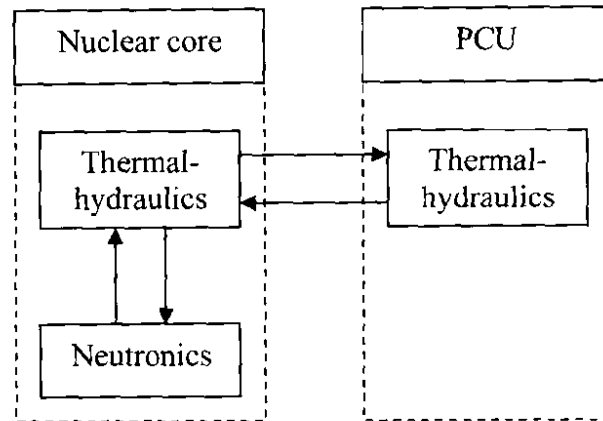 Nuclear core
PCU
Thermal-
hydraulics
Thermal-
hydraulics
Neutronics